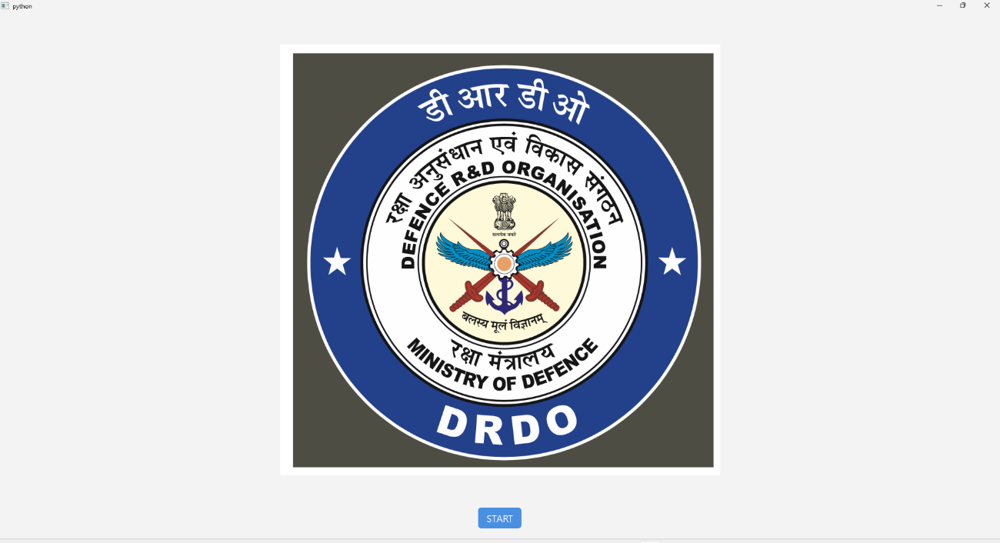 python
डी आर डी ओ
रक्षा अनुसंधान एवं विकास संगठन
DEFENCE R&D ORGANISATION
सत्यमेव जयते
बलस्य मूलं विज्ञानम्
रक्षा मंत्रालय
MINISTRY OF DEFENCE
DRDO
START